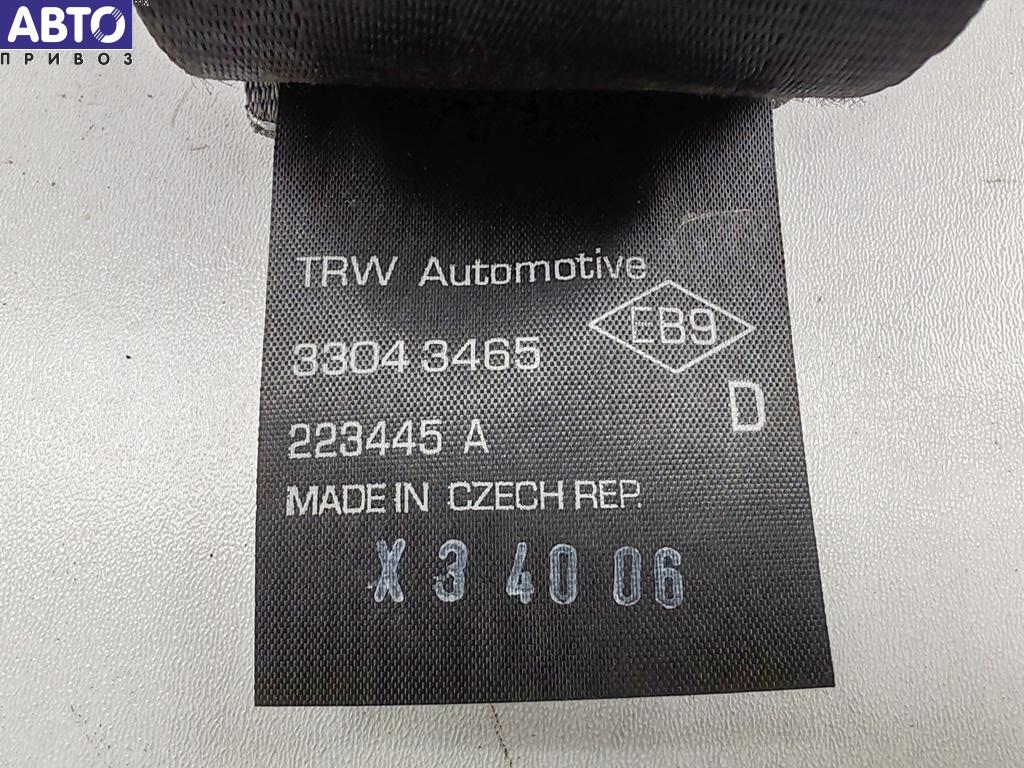 АВТО
ПРИВОЗ
TRW Automotive
EB9
3304 3465
D
223445 A
MADE IN CZECH REP.
X 3 40 06